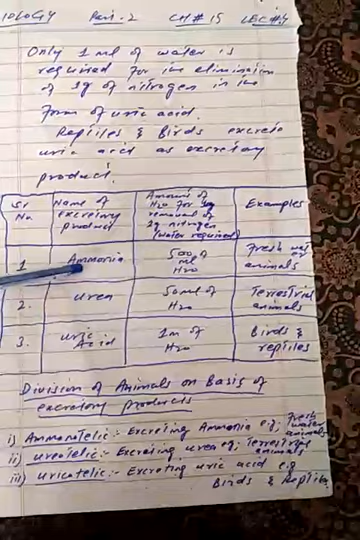 IOLOGY Part-2 CH#15 LEC#4
Only 1 ml of water is
required for the elimination
of 1g of nitrogen in the
form of uric acid.
Reptiles & Birds excrete
uric acid as excretory
product.
Sr No. | Name of excretory product | Amount of H2O for removal of 1g nitrogen (water required) | Examples
1 | Ammonia | 500 ml of H2O | Fresh water animals
2. | urea | 50ml of H2O | Terrestrial animals
3. | uric Acid | 1m of H2O | Birds & reptiles
Division of Animals on Basis of
excretory products
i) Ammonotelic:- Excreting Ammonia e.g; Fresh water animals
ii) ureotelic:- Excreting urea e.g; Terrestrial animals
iii) uricotelic:- Excreting uric acid e.g
Birds & Reptiles